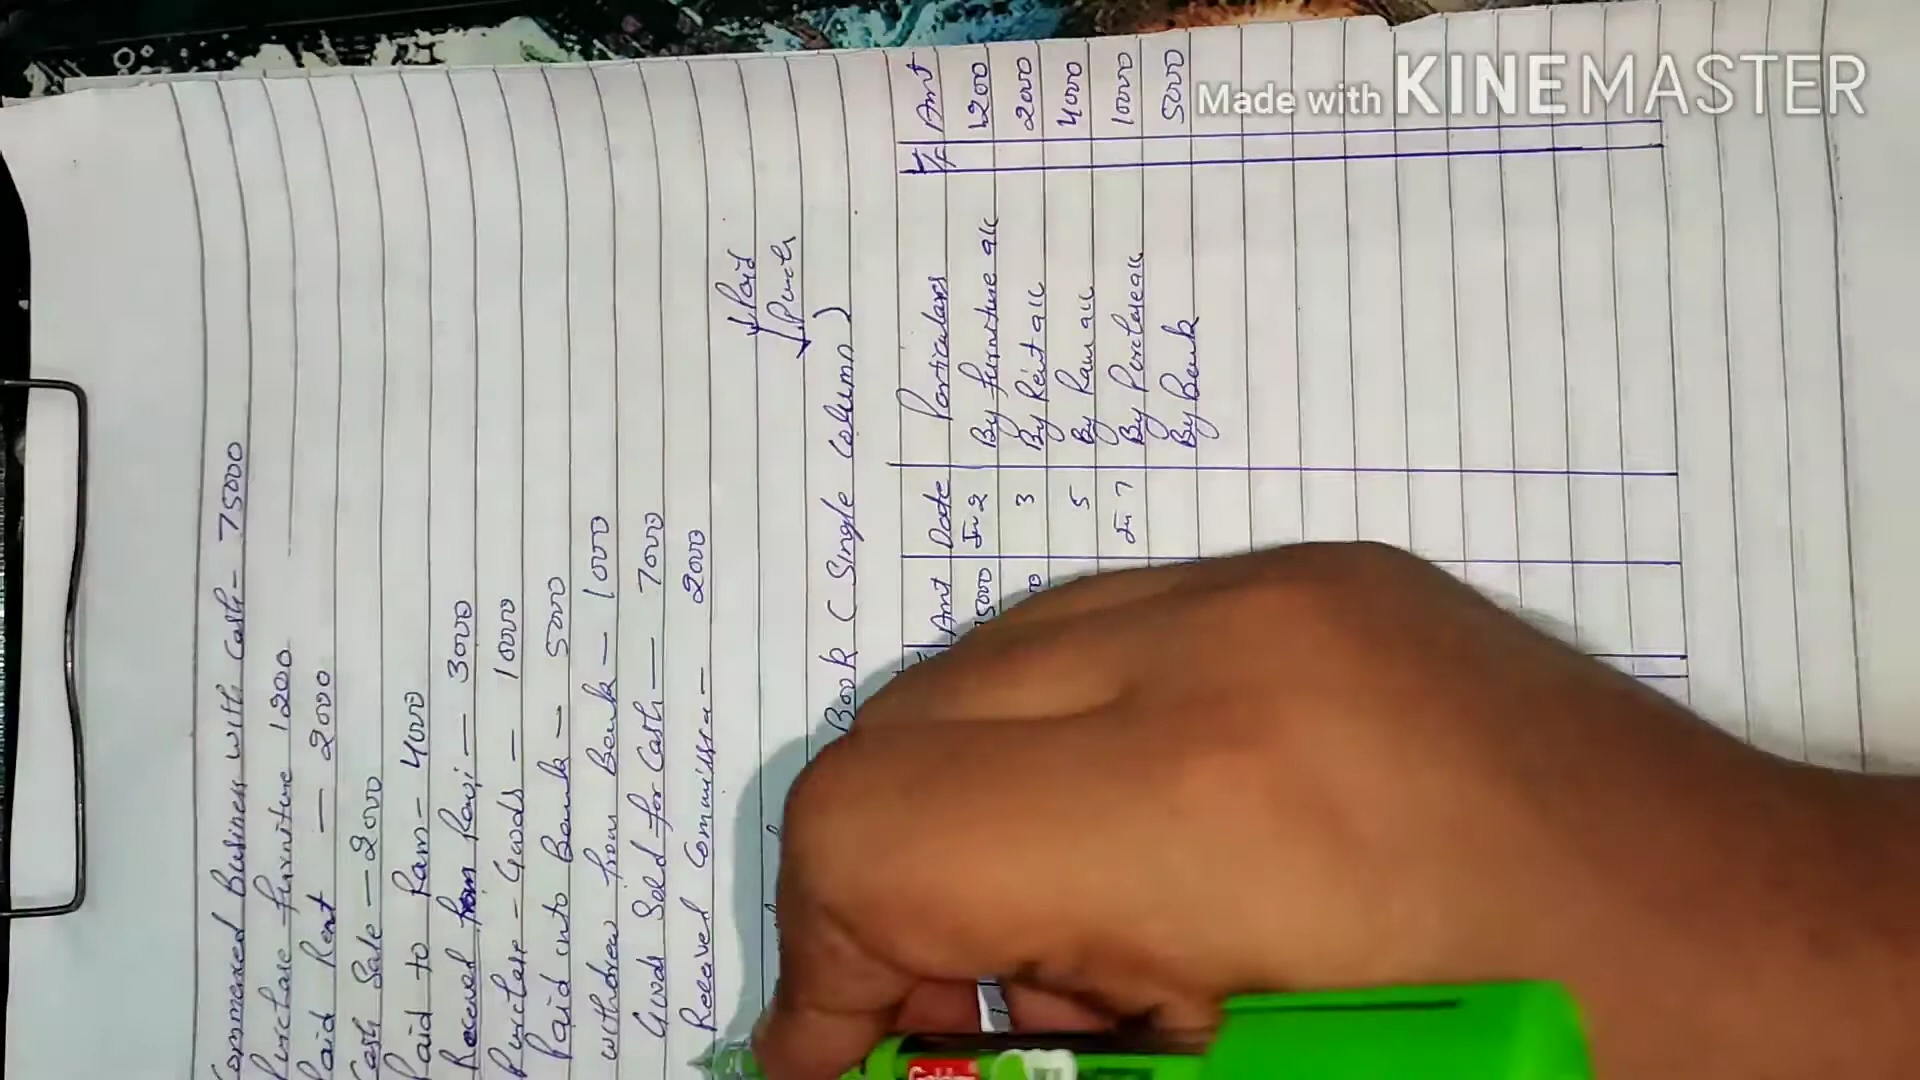 Commenced Business with Cash - 75000
Purchase furniture 1200
Paid Rent - 2000
Cash Sale - 2000
Paid to Ram - 4000
Received from Ravi - 3000
Purchase - Goods - 10000
Paid into Bank - 5000
withdrew from Bank - 1000
Goods Sold for Cash - 7000
Received Commission - 2000
Paid
Purch
Book (Single Column)
Amt Date Particulars L/F Amt
5000 Jn 2 By furniture a/c 1200
3 By Rent a/c 2000
5 By Ram a/c 4000
Jn 7 By Purchase a/c 10000
By Bank 5000
Made with KINEMASTER